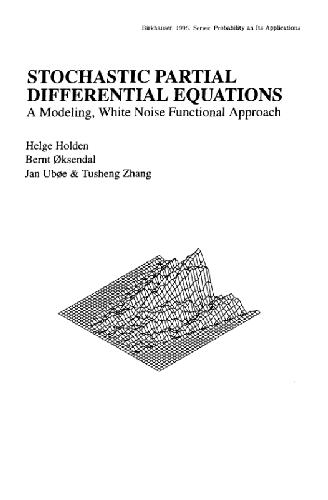 Birkhäuser, 1996. Series: Probability an Its Applications
STOCHASTIC PARTIAL
DIFFERENTIAL EQUATIONS
A Modeling, White Noise Functional Approach
Helge Holden
Bernt Øksendal
Jan Ubøe & Tusheng Zhang